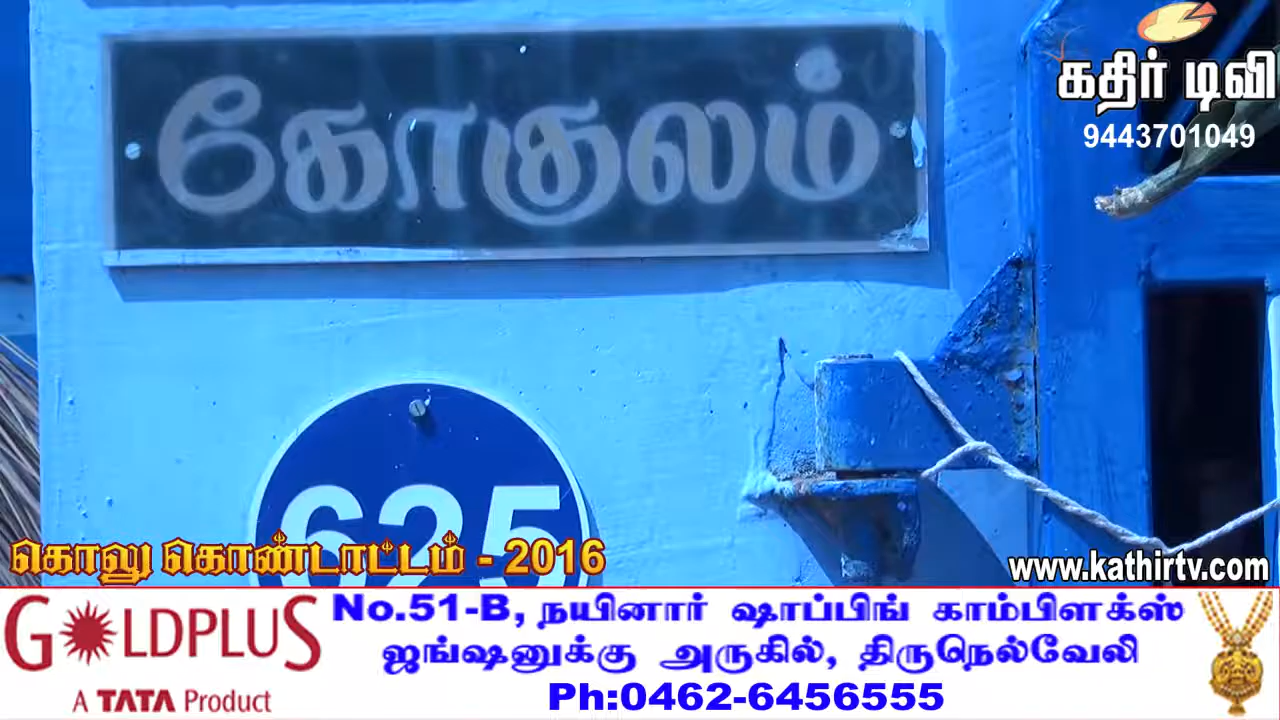 கோகுலம்
கதிர் டிவி
9443701049
625
கொலு கொண்டாட்டம் - 2016
www.kathirtv.com
GOLDPLUS
A TATA Product
No.51-B, நயினார் ஷாப்பிங் காம்பிளக்ஸ்
ஜங்ஷனுக்கு அருகில், திருநெல்வேலி
Ph:0462-6456555